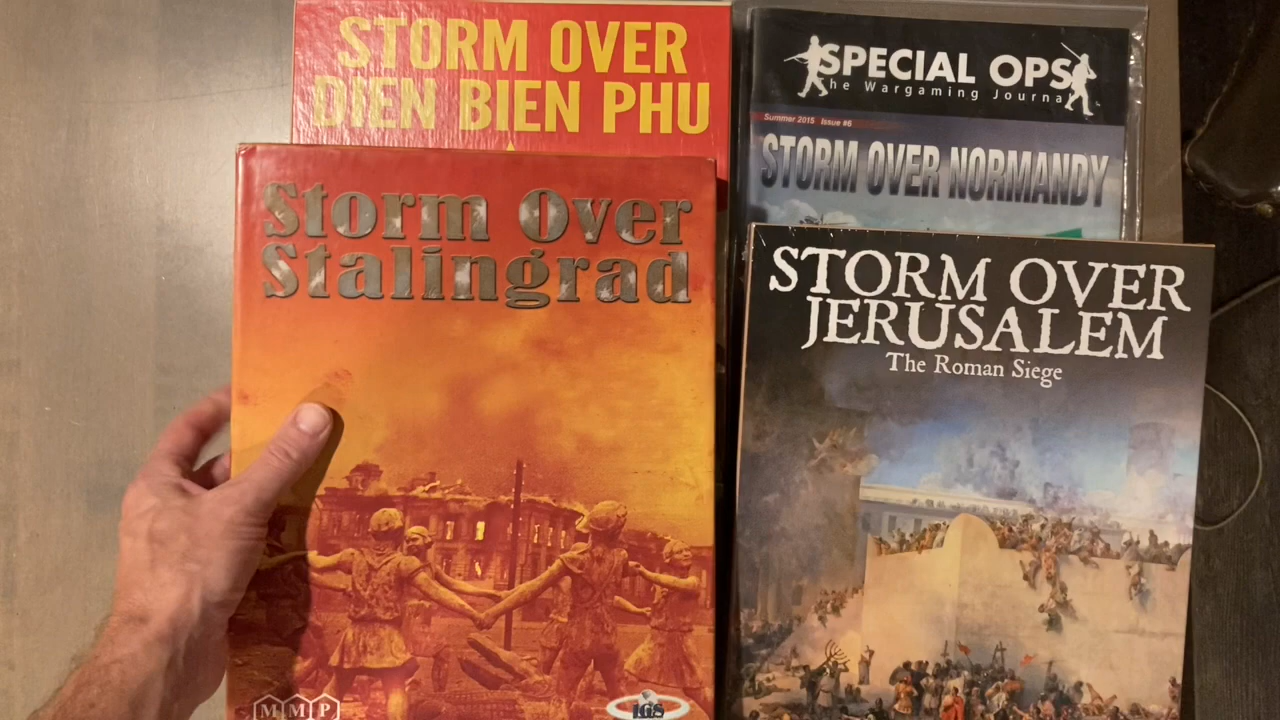 STORM OVER
DIEN BIEN PHU
SPECIAL OPS
The Wargaming Journal
Summer 2015 Issue #6
STORM OVER NORMANDY
Storm Over
Stalingrad
MMP
IGS
STORM OVER
JERUSALEM
The Roman Siege